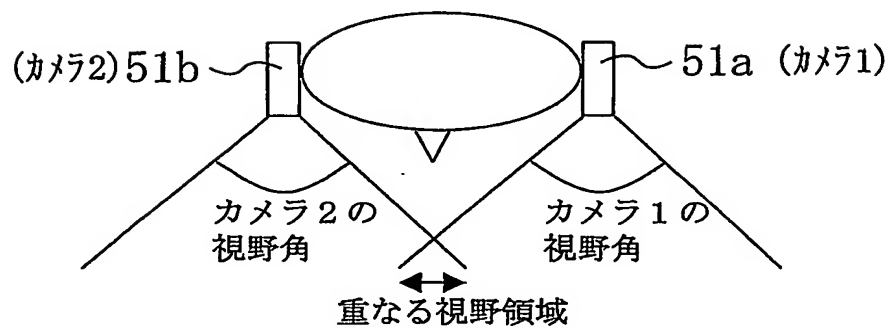 (カメラ2)51b
51a(カメラ1)
カメラ2の
視野角
カメラ1の
視野角
重なる視野領域